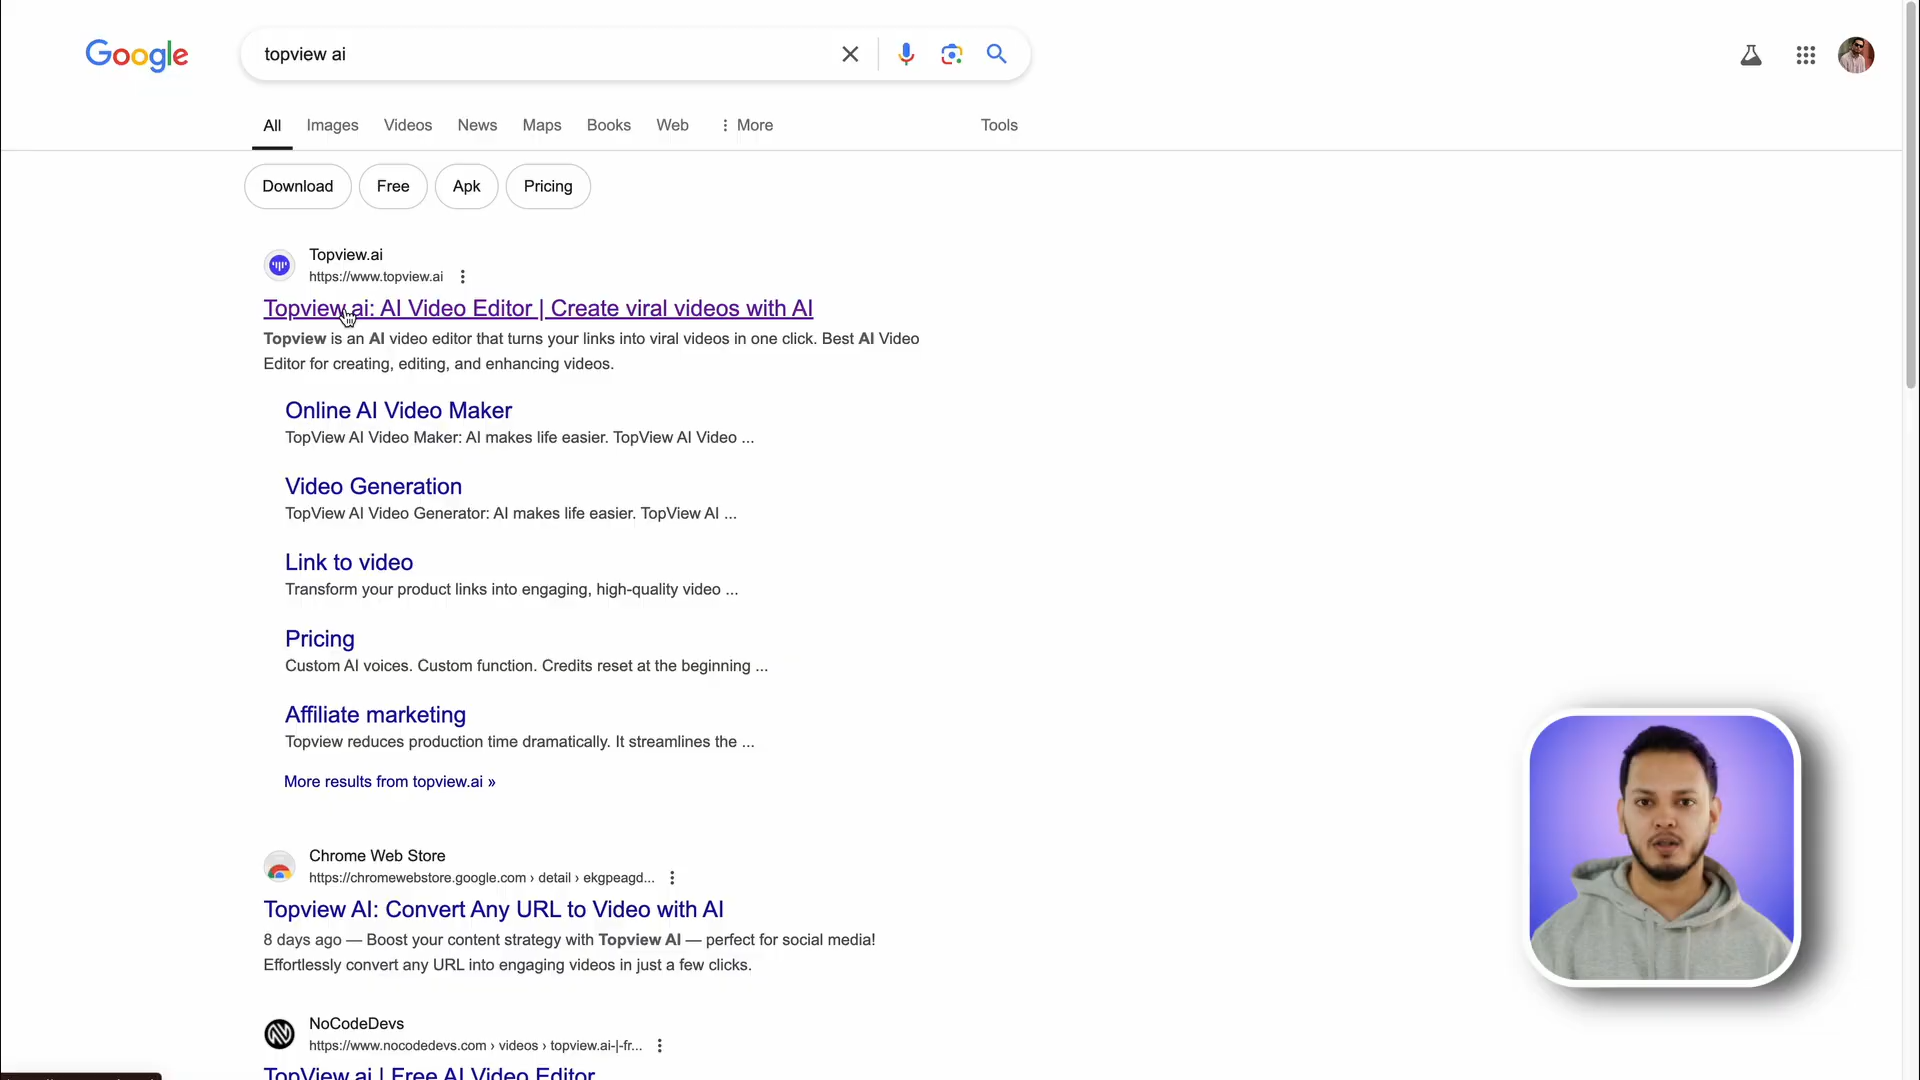 Google
topview ai
All Images Videos News Maps Books Web More Tools
Download Free Apk Pricing
Topview.ai
https://www.topview.ai
Topview.ai: AI Video Editor | Create viral videos with AI
Topview is an AI video editor that turns your links into viral videos in one click. Best AI Video
Editor for creating, editing, and enhancing videos.
Online AI Video Maker
TopView AI Video Maker: AI makes life easier. TopView AI Video ...
Video Generation
TopView AI Video Generator: AI makes life easier. TopView AI ...
Link to video
Transform your product links into engaging, high-quality video ...
Pricing
Custom AI voices. Custom function. Credits reset at the beginning ...
Affiliate marketing
Topview reduces production time dramatically. It streamlines the ...
More results from topview.ai »
Chrome Web Store
https://chromewebstore.google.com › detail › ekgpeagd...
Topview AI: Convert Any URL to Video with AI
8 days ago — Boost your content strategy with Topview AI — perfect for social media!
Effortlessly convert any URL into engaging videos in just a few clicks.
NoCodeDevs
https://www.nocodedevs.com › videos › topview.ai-|-fr...
TopView.ai | Free AI Video Editor